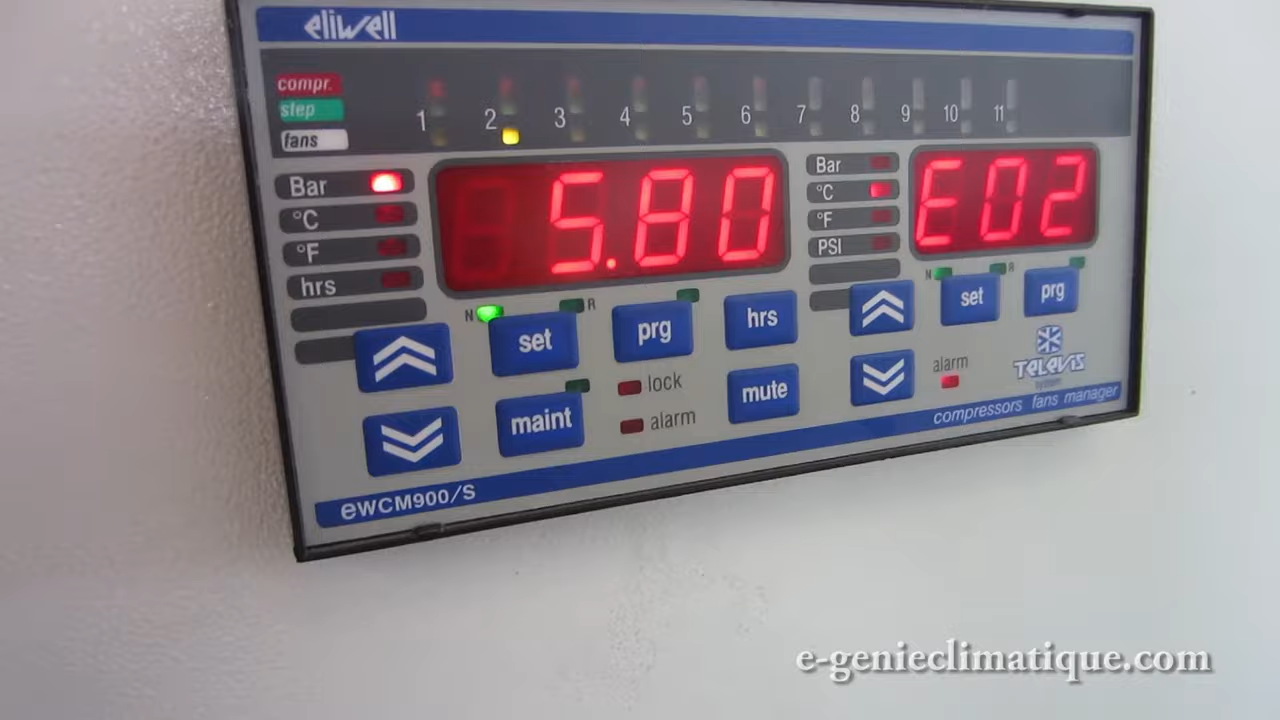 eliwell
compr.
step
fans
1 2 3 4 5 6 7 8 9 10 11
Bar
°C
°F
hrs
5.80
Bar
°C
°F
PSI
E02
N set R
prg
hrs
maint
lock
alarm
mute
N set R
prg
alarm
TELEVIS
system
compressors fans manager
eWCM900/S
e-genieclimatique.com